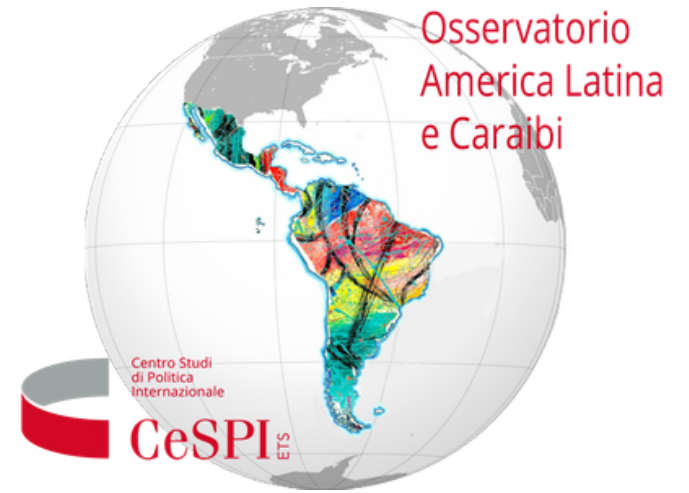 Osservatorio
America Latina
e Caraibi
Centro Studi
di Politica
Internazionale
CeSPI ETS